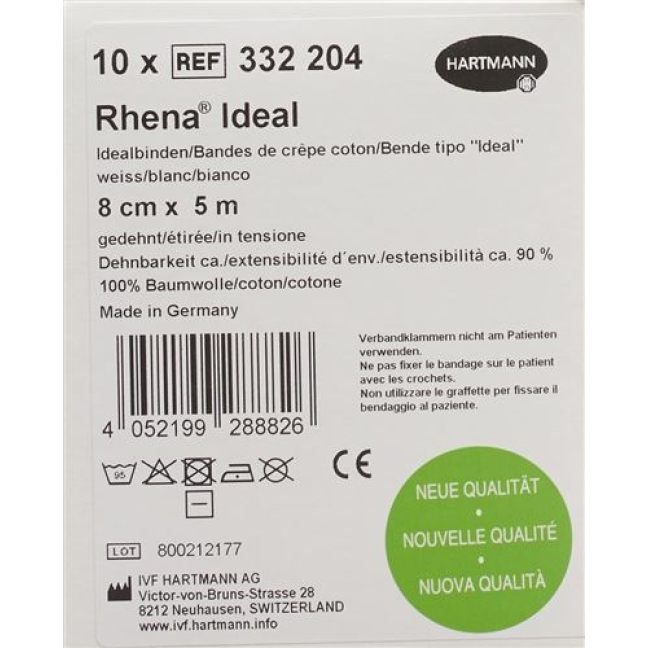 10 x REF 332 204
HARTMANN
Rhena® Ideal
Idealbinden/Bandes de crêpe coton/Bende tipo "Ideal"
weiss/blanc/bianco
8 cm x 5 m
gedehnt/étirée/in tensione
Dehnbarkeit ca./extensibilité d´env./estensibilità ca. 90 %
100% Baumwolle/coton/cotone
Made in Germany
Verbandklammern nicht am Patienten
verwenden.
Ne pas fixer le bandage sur le patient
avec les crochets.
Non utilizzare le graffette per fissare il
bendaggio al paziente.
4 052199 288826
95
CE
NEUE QUALITÄT
•
NOUVELLE QUALITÉ
•
NUOVA QUALITÀ
LOT 800212177
IVF HARTMANN AG
Victor-von-Bruns-Strasse 28
8212 Neuhausen, SWITZERLAND
www.ivf.hartmann.info